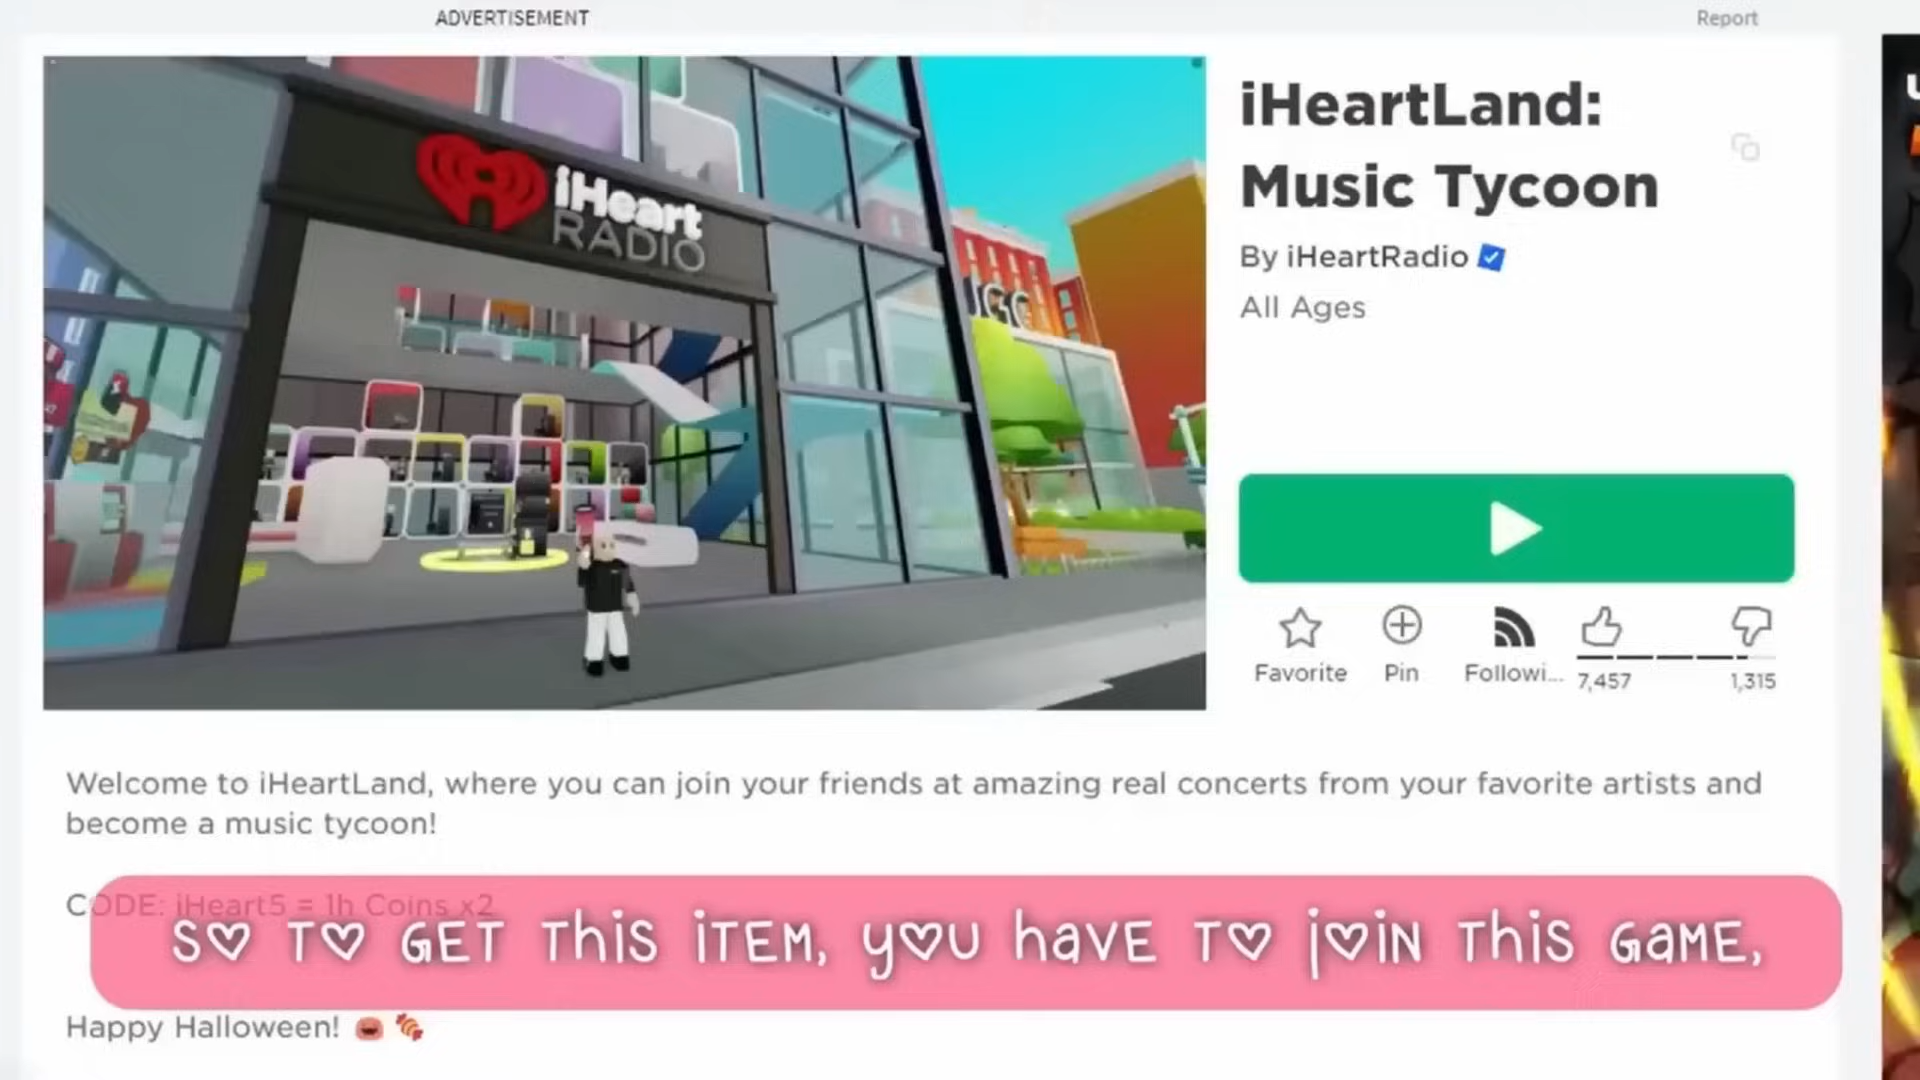 ADVERTISEMENT
Report
iHeart
RADIO
iHeartLand:
Music Tycoon
By iHeartRadio
All Ages
Favorite
Pin
Followi...
7,457
1,315
Welcome to iHeartLand, where you can join your friends at amazing real concerts from your favorite artists and
become a music tycoon!
CODE: iHeart5 = 1h Coins x2
SO TO GET THIS ITEM, YOU HAVE TO JOIN THIS GAME,
Happy Halloween!